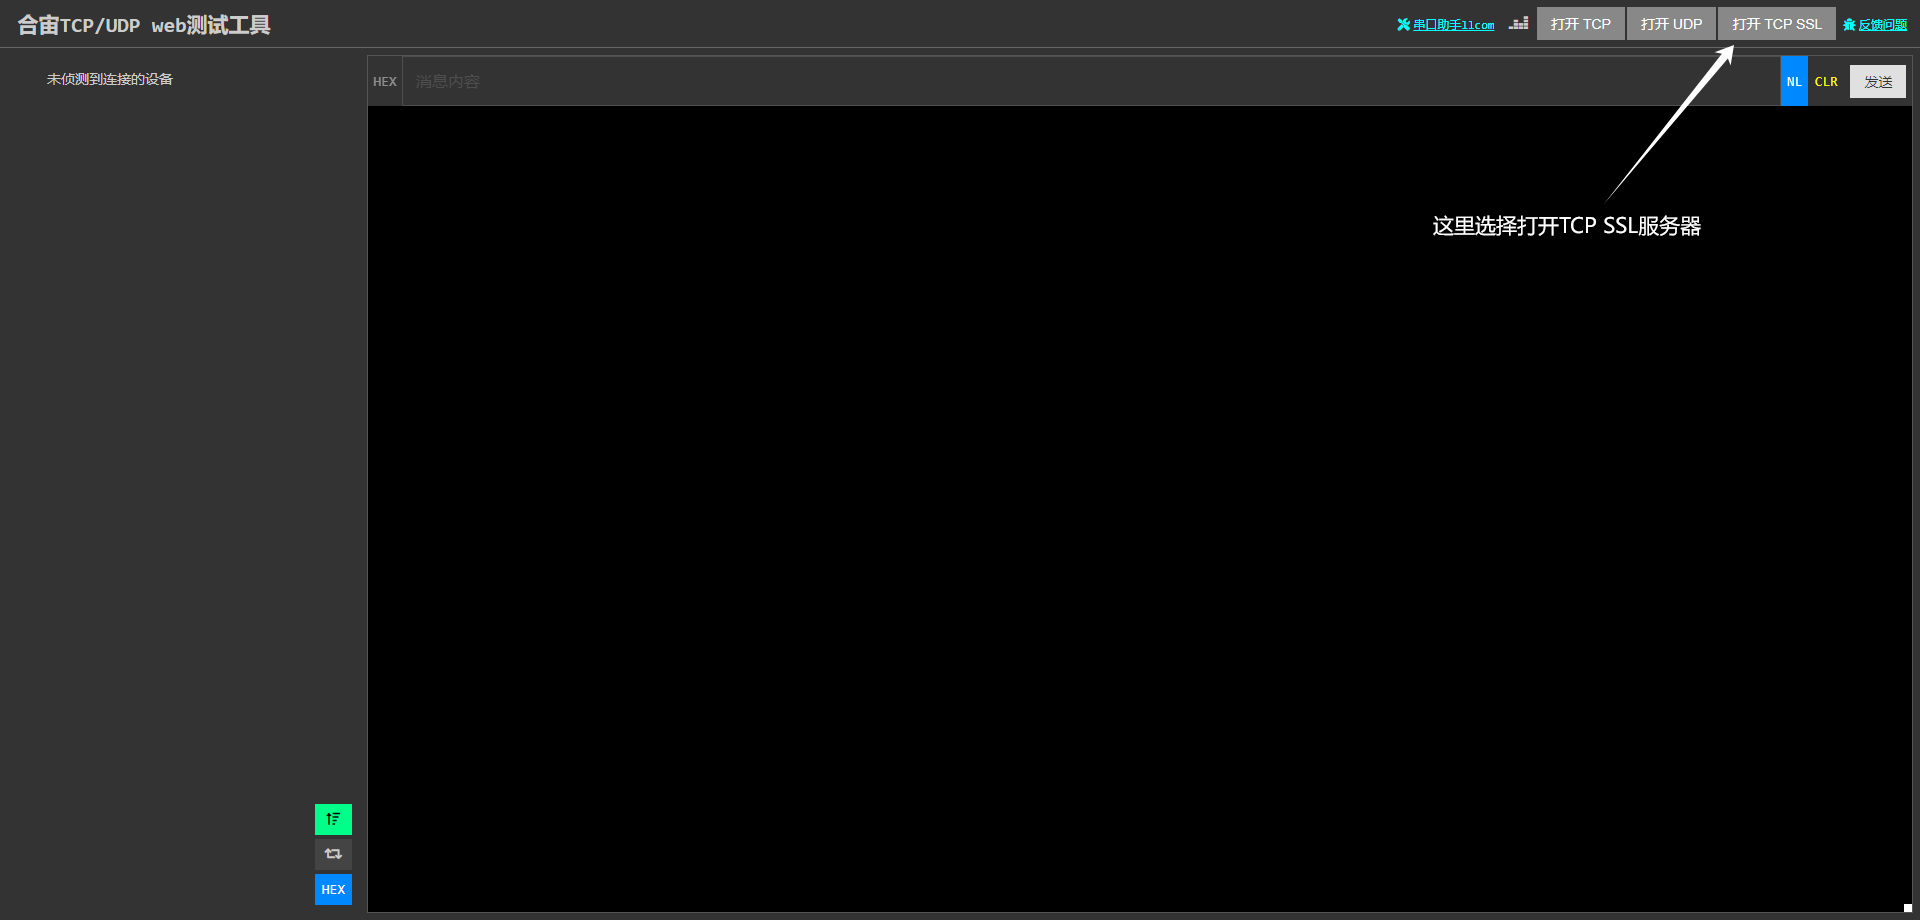 合宙TCP/UDP web测试工具
串口助手llcom
打开 TCP
打开 UDP
打开 TCP SSL
反馈问题
未侦测到连接的设备
HEX
消息内容
NL
CLR
发送
这里选择打开TCP SSL服务器
HEX